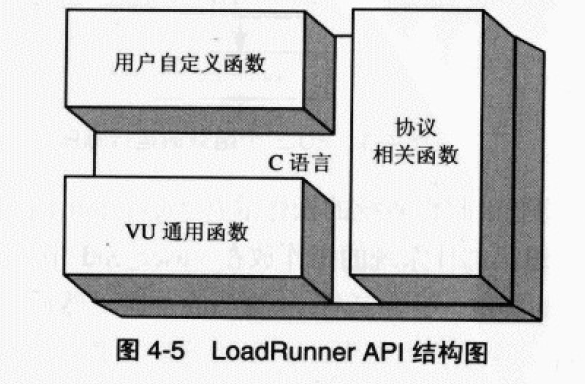 用户自定义函数
协议
相关函数
C 语言
VU 通用函数
图 4-5 LoadRunner API 结构图